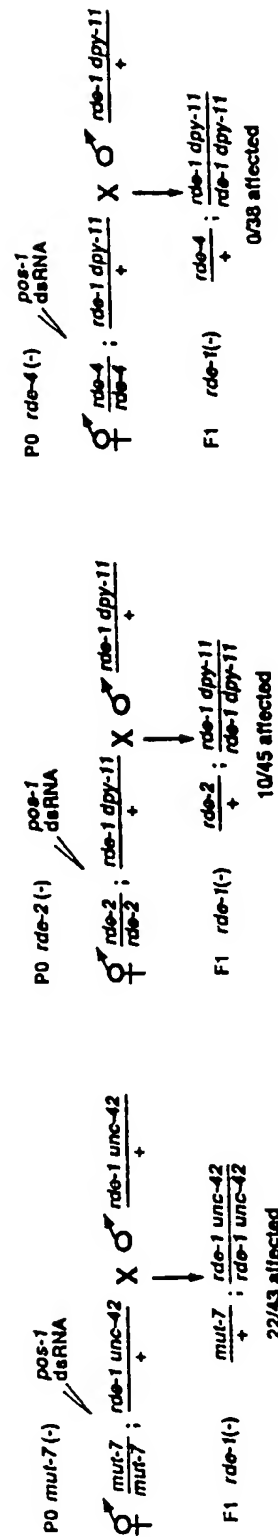 P0 mut-7 (-)
pos-1
dsRNA
mut-7
mut-7
;
rde-1 unc-42
+
X
rde-1 unc-42
+
F1 rde-1(-)
mut-7
+
;
rde-1 unc-42
rde-1 unc-42
22/43 affected
P0 rde-2 (-)
pos-1
dsRNA
rde-2
rde-2
;
rde-1 dpy-11
+
X
rde-1 dpy-11
+
F1 rde-1(-)
rde-2
+
;
rde-1 dpy-11
rde-1 dpy-11
10/45 affected
P0 rde-4 (-)
pos-1
dsRNA
rde-4
rde-4
;
rde-1 dpy-11
+
X
rde-1 dpy-11
+
F1 rde-1(-)
rde-4
+
;
rde-1 dpy-11
rde-1 dpy-11
0/38 affected